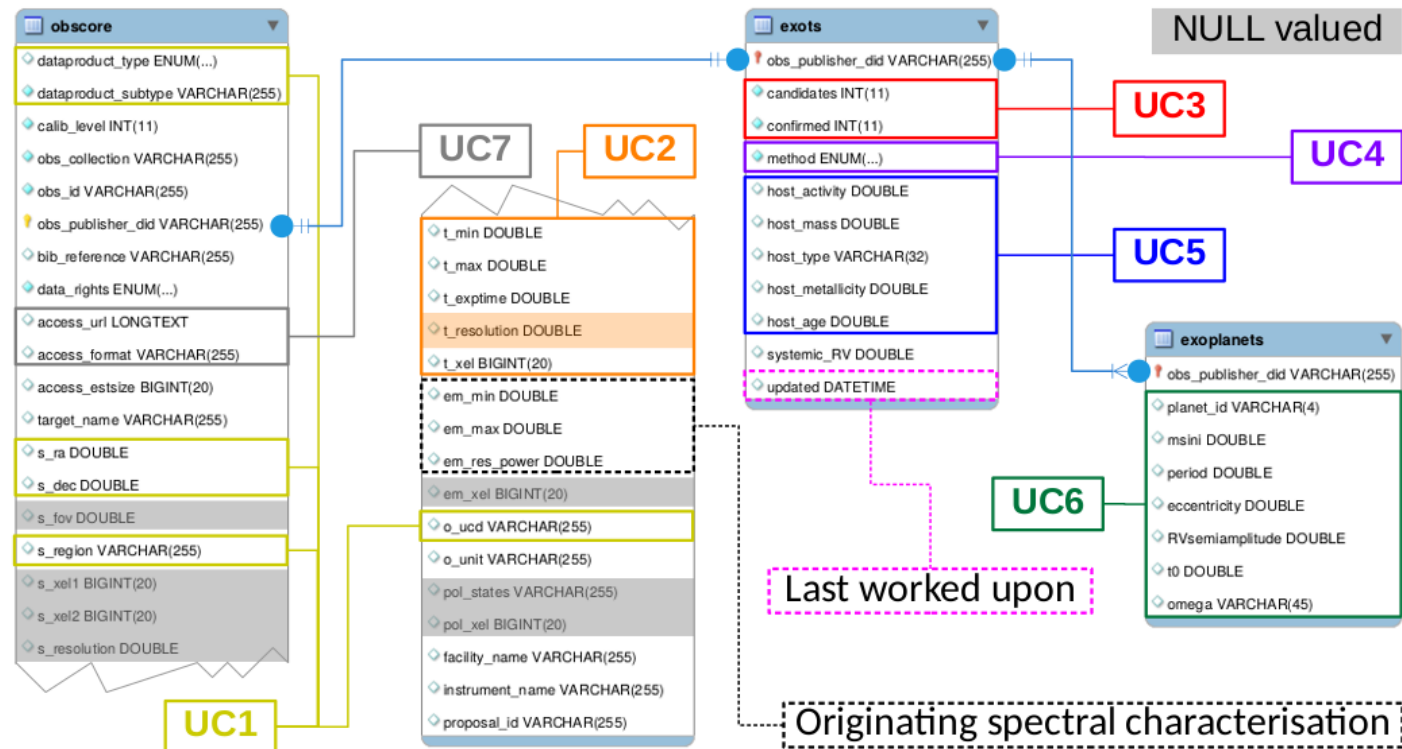 obscore
dataproduct_type ENUM(...)
dataproduct_subtype VARCHAR(255)
calib_level INT(11)
obs_collection VARCHAR(255)
obs_id VARCHAR(255)
obs_publisher_did VARCHAR(255)
bib_reference VARCHAR(255)
data_rights ENUM(...)
access_url LONGTEXT
access_format VARCHAR(255)
access_estsize BIGINT(20)
target_name VARCHAR(255)
s_ra DOUBLE
s_dec DOUBLE
s_fov DOUBLE
s_region VARCHAR(255)
s_xel1 BIGINT(20)
s_xel2 BIGINT(20)
s_resolution DOUBLE
UC1
UC7
UC2
t_min DOUBLE
t_max DOUBLE
t_exptime DOUBLE
t_resolution DOUBLE
t_xel BIGINT(20)
em_min DOUBLE
em_max DOUBLE
em_res_power DOUBLE
em_xel BIGINT(20)
o_ucd VARCHAR(255)
o_unit VARCHAR(255)
pol_states VARCHAR(255)
pol_xel BIGINT(20)
facility_name VARCHAR(255)
instrument_name VARCHAR(255)
proposal_id VARCHAR(255)
exots
obs_publisher_did VARCHAR(255)
candidates INT(11)
confirmed INT(11)
method ENUM(...)
host_activity DOUBLE
host_mass DOUBLE
host_type VARCHAR(32)
host_metallicity DOUBLE
host_age DOUBLE
systemic_RV DOUBLE
updated DATETIME
NULL valued
UC3
UC4
UC5
exoplanets
obs_publisher_did VARCHAR(255)
planet_id VARCHAR(4)
msini DOUBLE
period DOUBLE
eccentricity DOUBLE
RVsemiamplitude DOUBLE
t0 DOUBLE
omega VARCHAR(45)
UC6
Last worked upon
Originating spectral characterisation